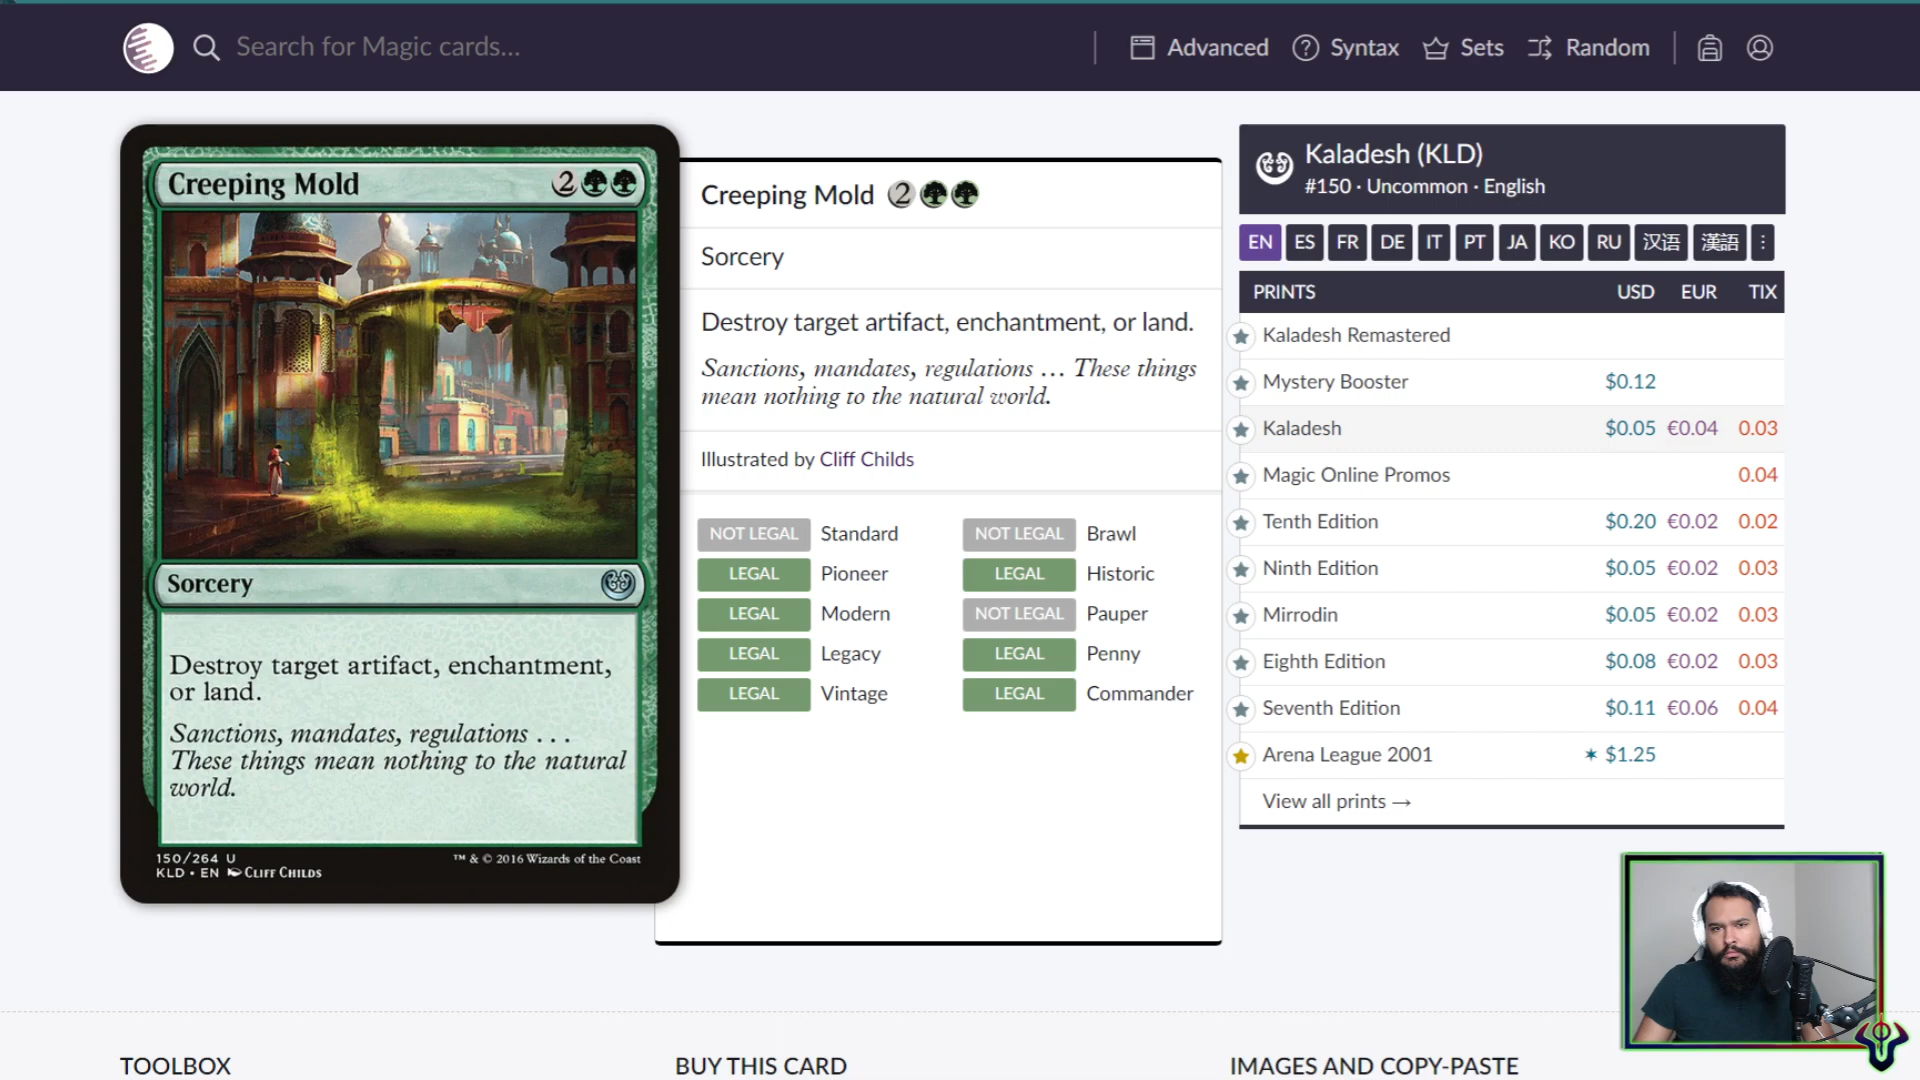 Search for Magic cards...
Advanced
Syntax
Sets
Random
Creeping Mold 2
Sorcery
Destroy target artifact, enchantment,
or land.
Sanctions, mandates, regulations . . .
These things mean nothing to the natural
world.
150/264 U
KLD • EN CLIFF CHILDS
™ & © 2016 Wizards of the Coast
Creeping Mold 2
Sorcery
Destroy target artifact, enchantment, or land.
Sanctions, mandates, regulations … These things
mean nothing to the natural world.
Illustrated by Cliff Childs
NOT LEGAL Standard NOT LEGAL Brawl
LEGAL Pioneer LEGAL Historic
LEGAL Modern NOT LEGAL Pauper
LEGAL Legacy LEGAL Penny
LEGAL Vintage LEGAL Commander
Kaladesh (KLD)
#150 · Uncommon · English
EN ES FR DE IT PT JA KO RU 汉语 漢語
PRINTS USD EUR TIX
Kaladesh Remastered
Mystery Booster $0.12
Kaladesh $0.05 €0.04 0.03
Magic Online Promos 0.04
Tenth Edition $0.20 €0.02 0.02
Ninth Edition $0.05 €0.02 0.03
Mirrodin $0.05 €0.02 0.03
Eighth Edition $0.08 €0.02 0.03
Seventh Edition $0.11 €0.06 0.04
Arena League 2001 $1.25
View all prints →
TOOLBOX
BUY THIS CARD
IMAGES AND COPY-PASTE